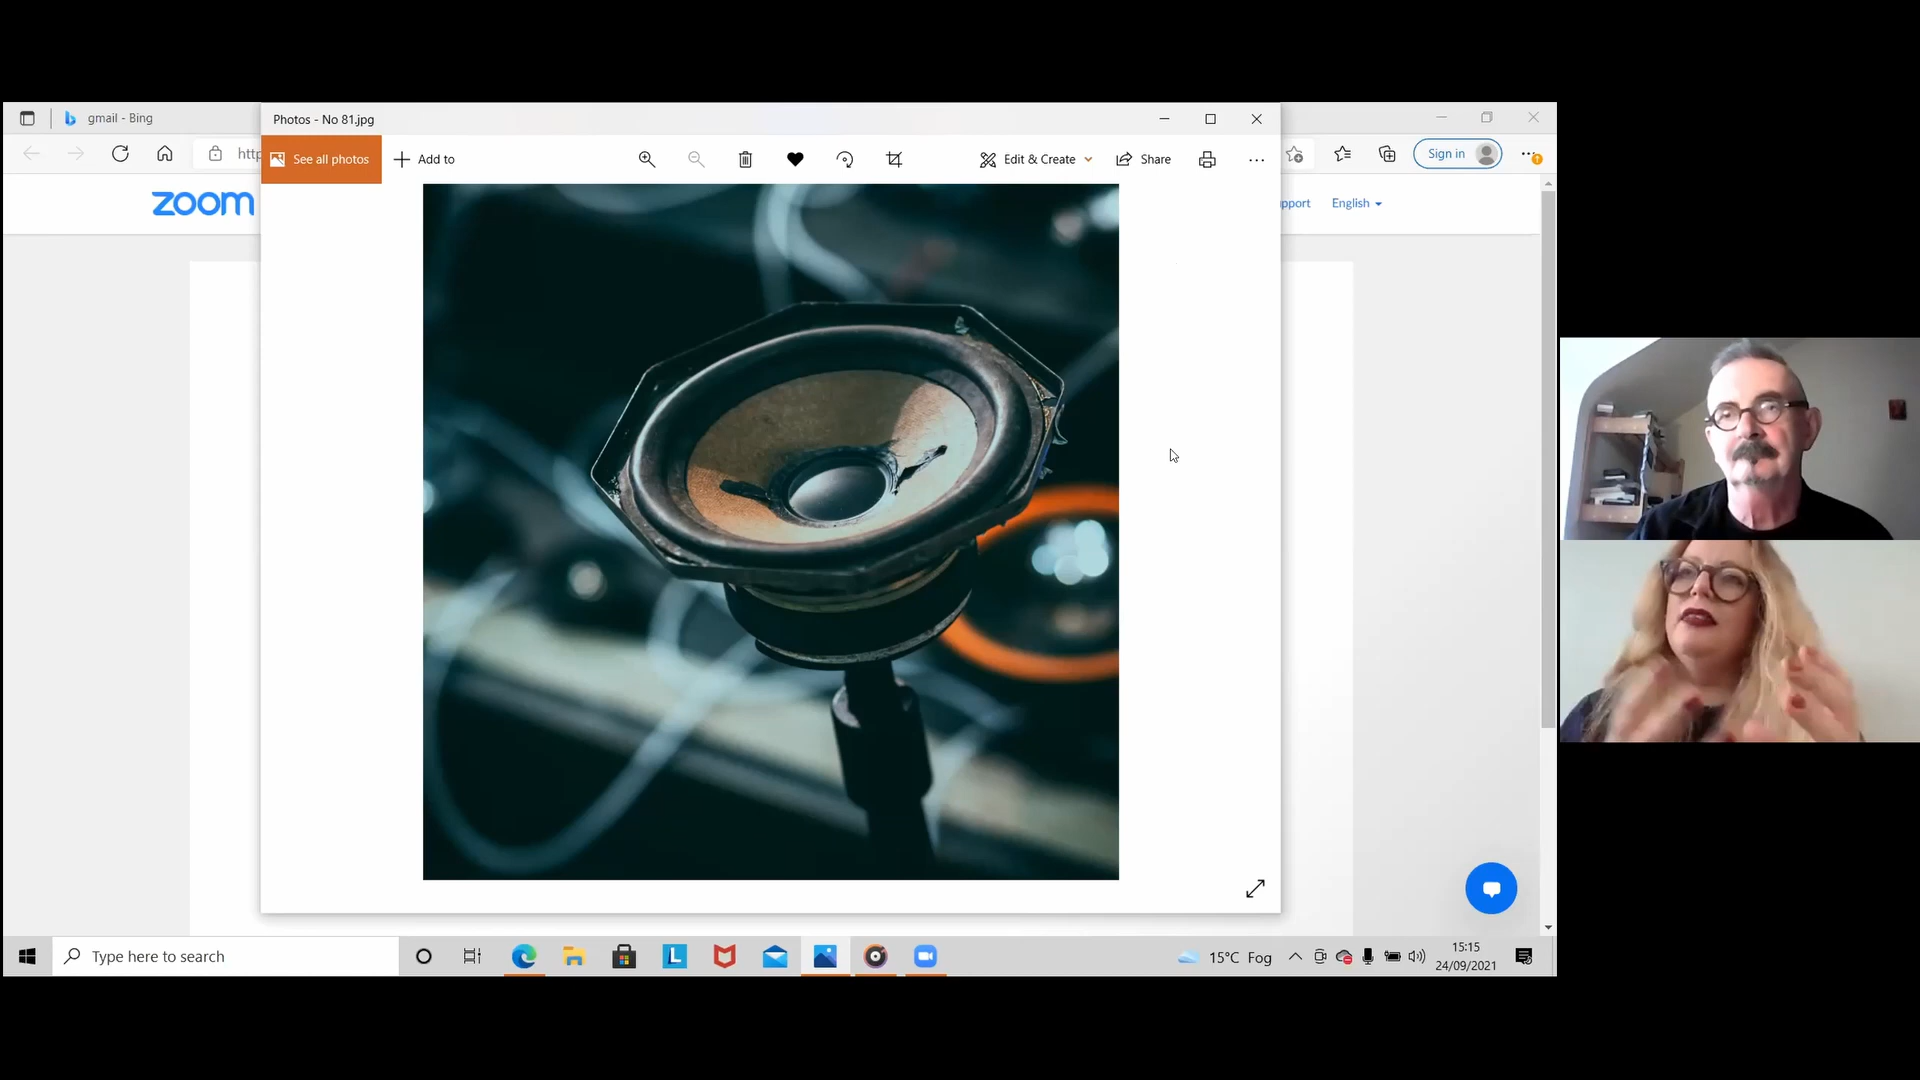 gmail - Bing
Photos - No 81.jpg
See all photos
Add to
Edit & Create
Share
http
Sign in
zoom
pport
English
Type here to search
L
15°C Fog
15:15
24/09/2021